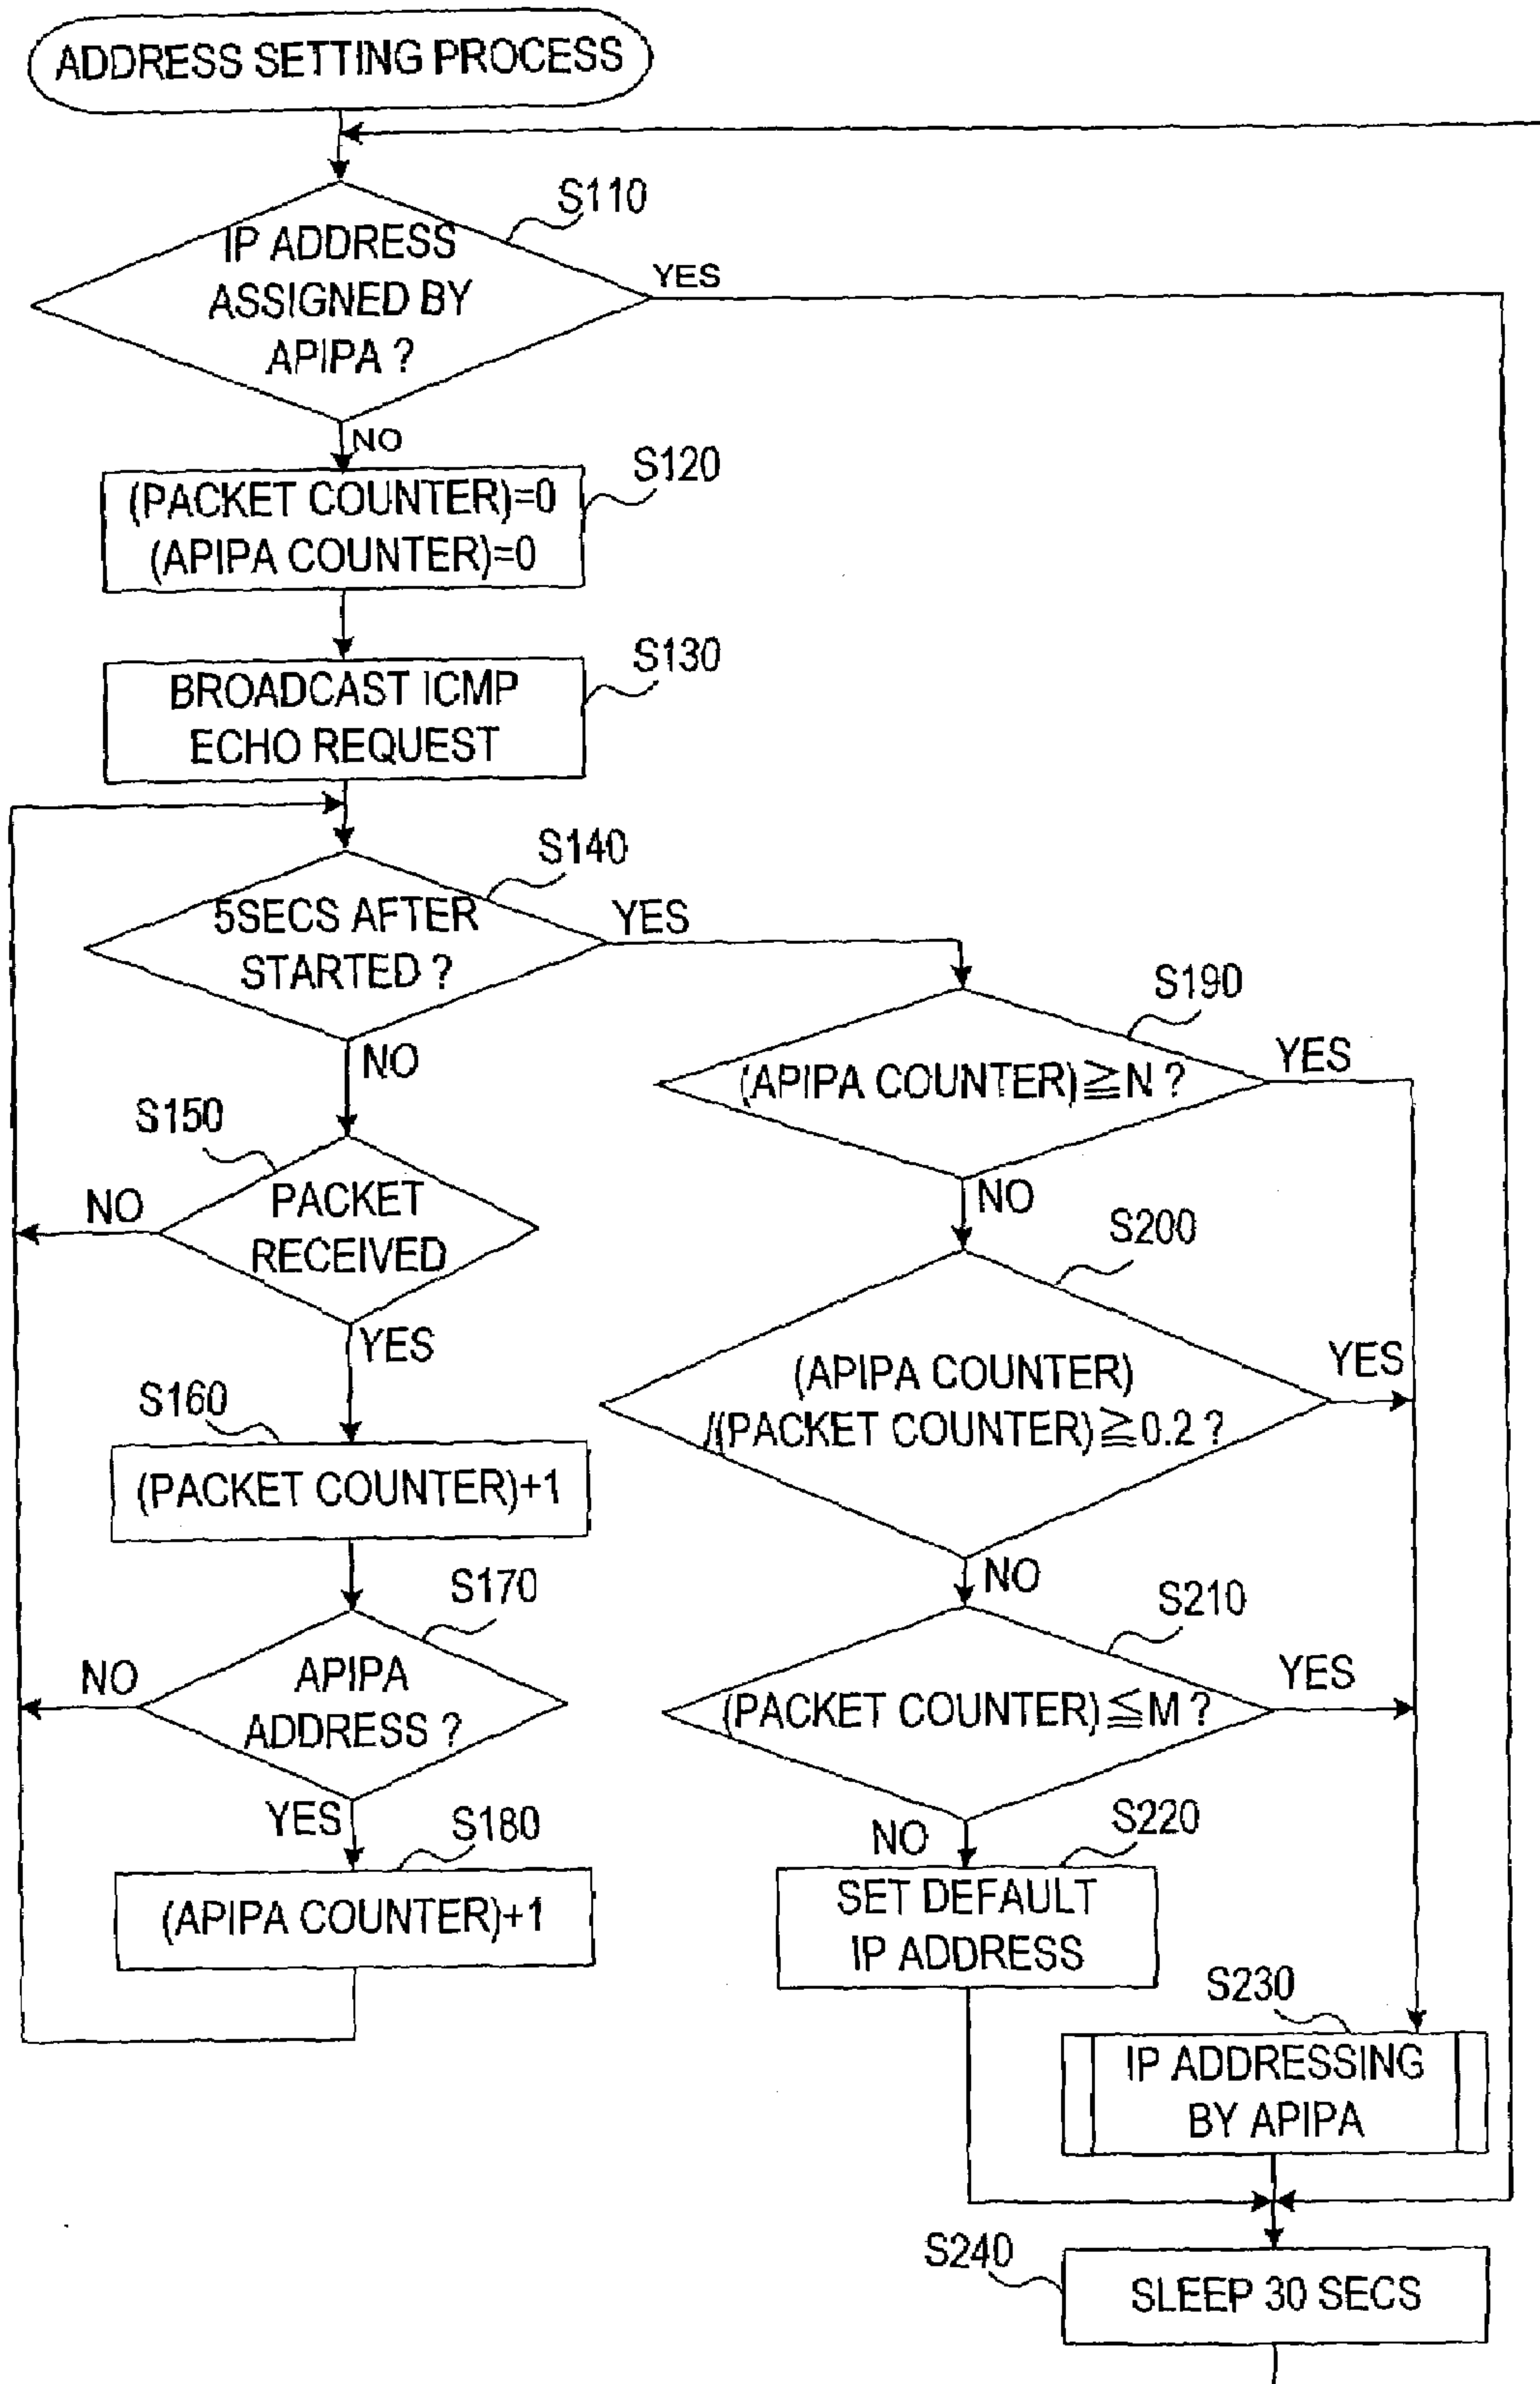 ADDRESS SETTING PROCESS
S110
IP ADDRESS
ASSIGNED BY
APIPA ?
YES
NO
S120
(PACKET COUNTER)=0
(APIPA COUNTER)=0
S130
BROADCAST ICMP
ECHO REQUEST
S140
5SECS AFTER
STARTED ?
YES
NO
S150
PACKET
RECEIVED
NO
YES
S160
(PACKET COUNTER)+1
S170
APIPA
ADDRESS ?
NO
YES
S180
(APIPA COUNTER)+1
S190
(APIPA COUNTER)≧N ?
YES
NO
S200
(APIPA COUNTER)
/(PACKET COUNTER)≧0.2 ?
YES
NO
S210
(PACKET COUNTER)≦M ?
YES
NO
S220
SET DEFAULT
IP ADDRESS
S230
IP ADDRESSING
BY APIPA
S240
SLEEP 30 SECS